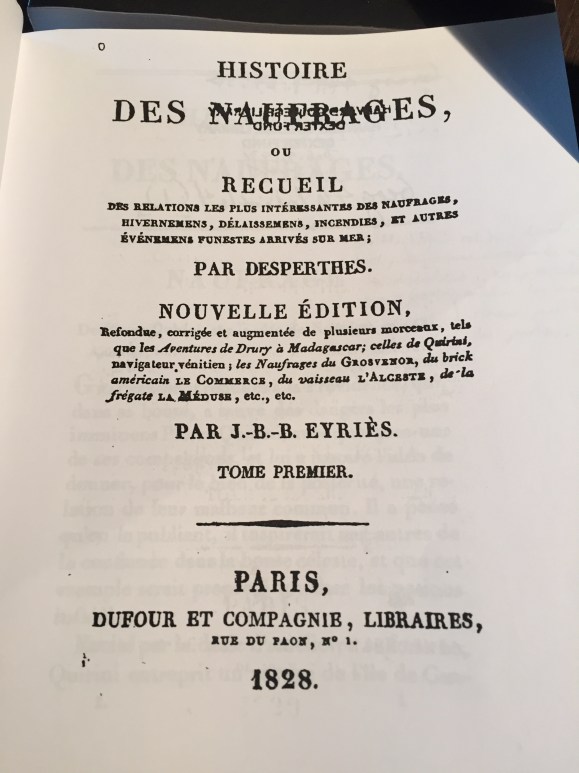 HISTOIRE
DES NAUFRAGES,
OU
RECUEIL
DES RELATIONS LES PLUS INTÉRESSANTES DES NAUFRAGES,
HIVERNEMENS, DÉLAISSEMENS, INCENDIES, ET AUTRES
ÉVÉNEMENS FUNESTES ARRIVÉS SUR MER;
PAR DESPERTHES.
NOUVELLE ÉDITION,
Refondue, corrigée et augmentée de plusieurs morceaux, tels
que les Aventures de Drury à Madagascar; celles de Quirini,
navigateur vénitien; les Naufrages du GROSVENOR, du brick
américain LE COMMERCE, du vaisseau L'ALCESTE, de la
frégate LA MÉDUSE, etc., etc.
PAR J.-B.-B. EYRIÈS.
TOME PREMIER.
PARIS,
DUFOUR ET COMPAGNIE, LIBRAIRES,
RUE DU PAON, Nº 1.
1828.